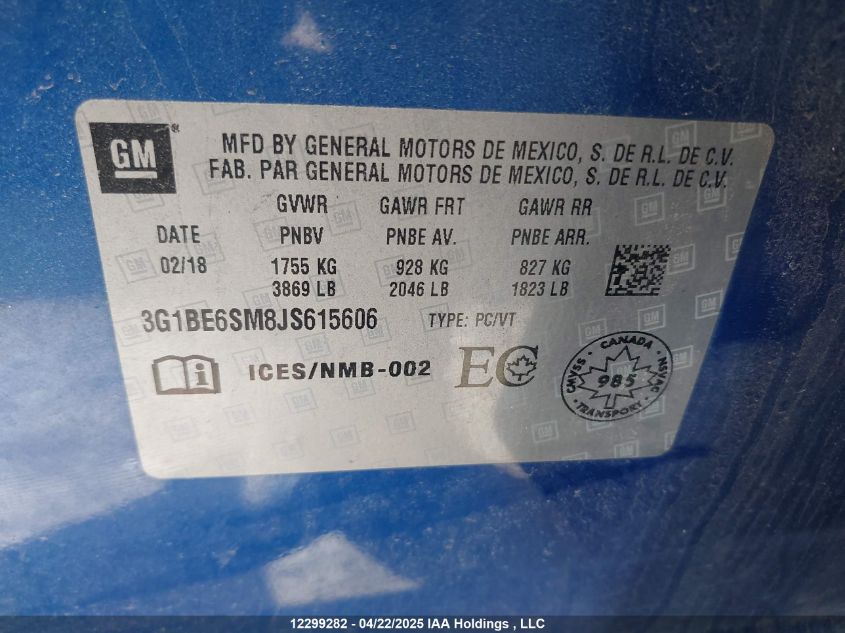 GM®
MFD BY GENERAL MOTORS DE MEXICO, S. DE R.L. DE C.V.
FAB. PAR GENERAL MOTORS DE MEXICO, S. DE R.L. DE C.V.
GVWR GAWR FRT GAWR RR
DATE PNBV PNBE AV. PNBE ARR.
02/18 1755 KG 928 KG 827 KG
3869 LB 2046 LB 1823 LB
3G1BE6SM8JS615606 TYPE: PC/VT
i ICES/NMB-002 EC
CANADA
CMVSS 985 NSVAC
TRANSPORT
12299282 - 04/22/2025 IAA Holdings , LLC